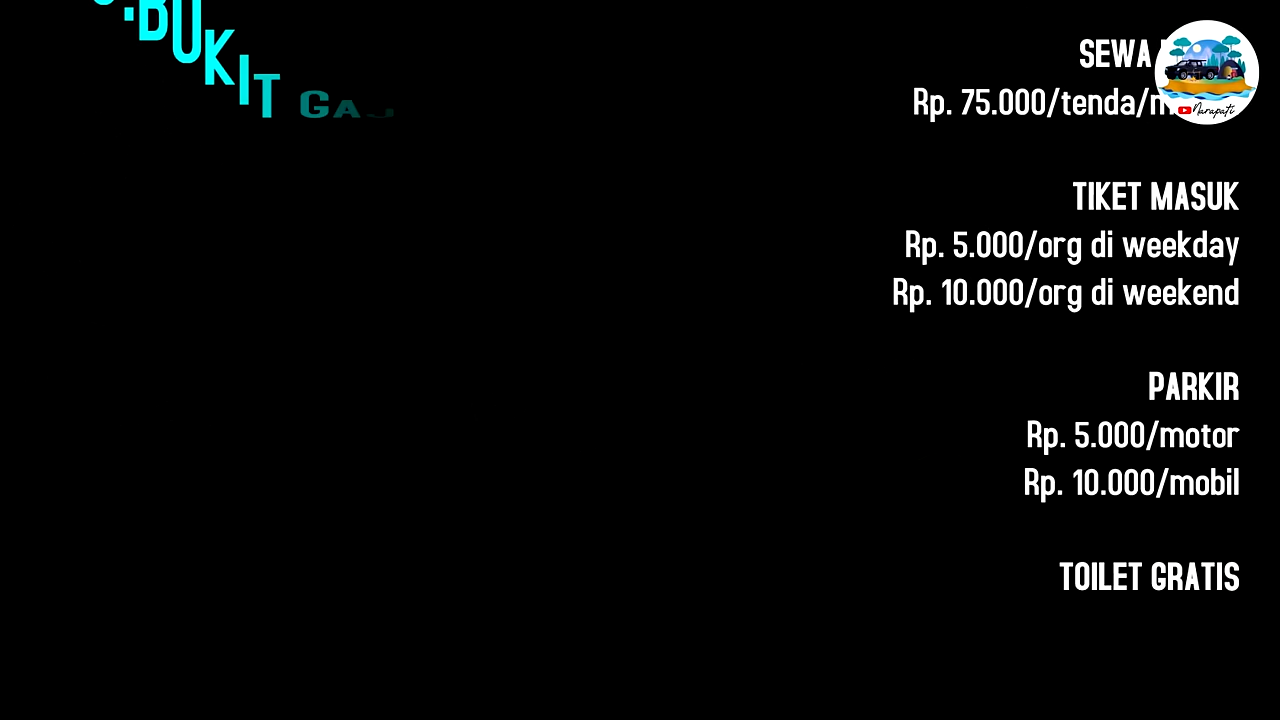 BUKIT
SEWA
Rp. 75.000/tenda/
TIKET MASUK
Rp. 5.000/org di weekday
Rp. 10.000/org di weekend
PARKIR
Rp. 5.000/motor
Rp. 10.000/mobil
TOILET GRATIS
Narapati